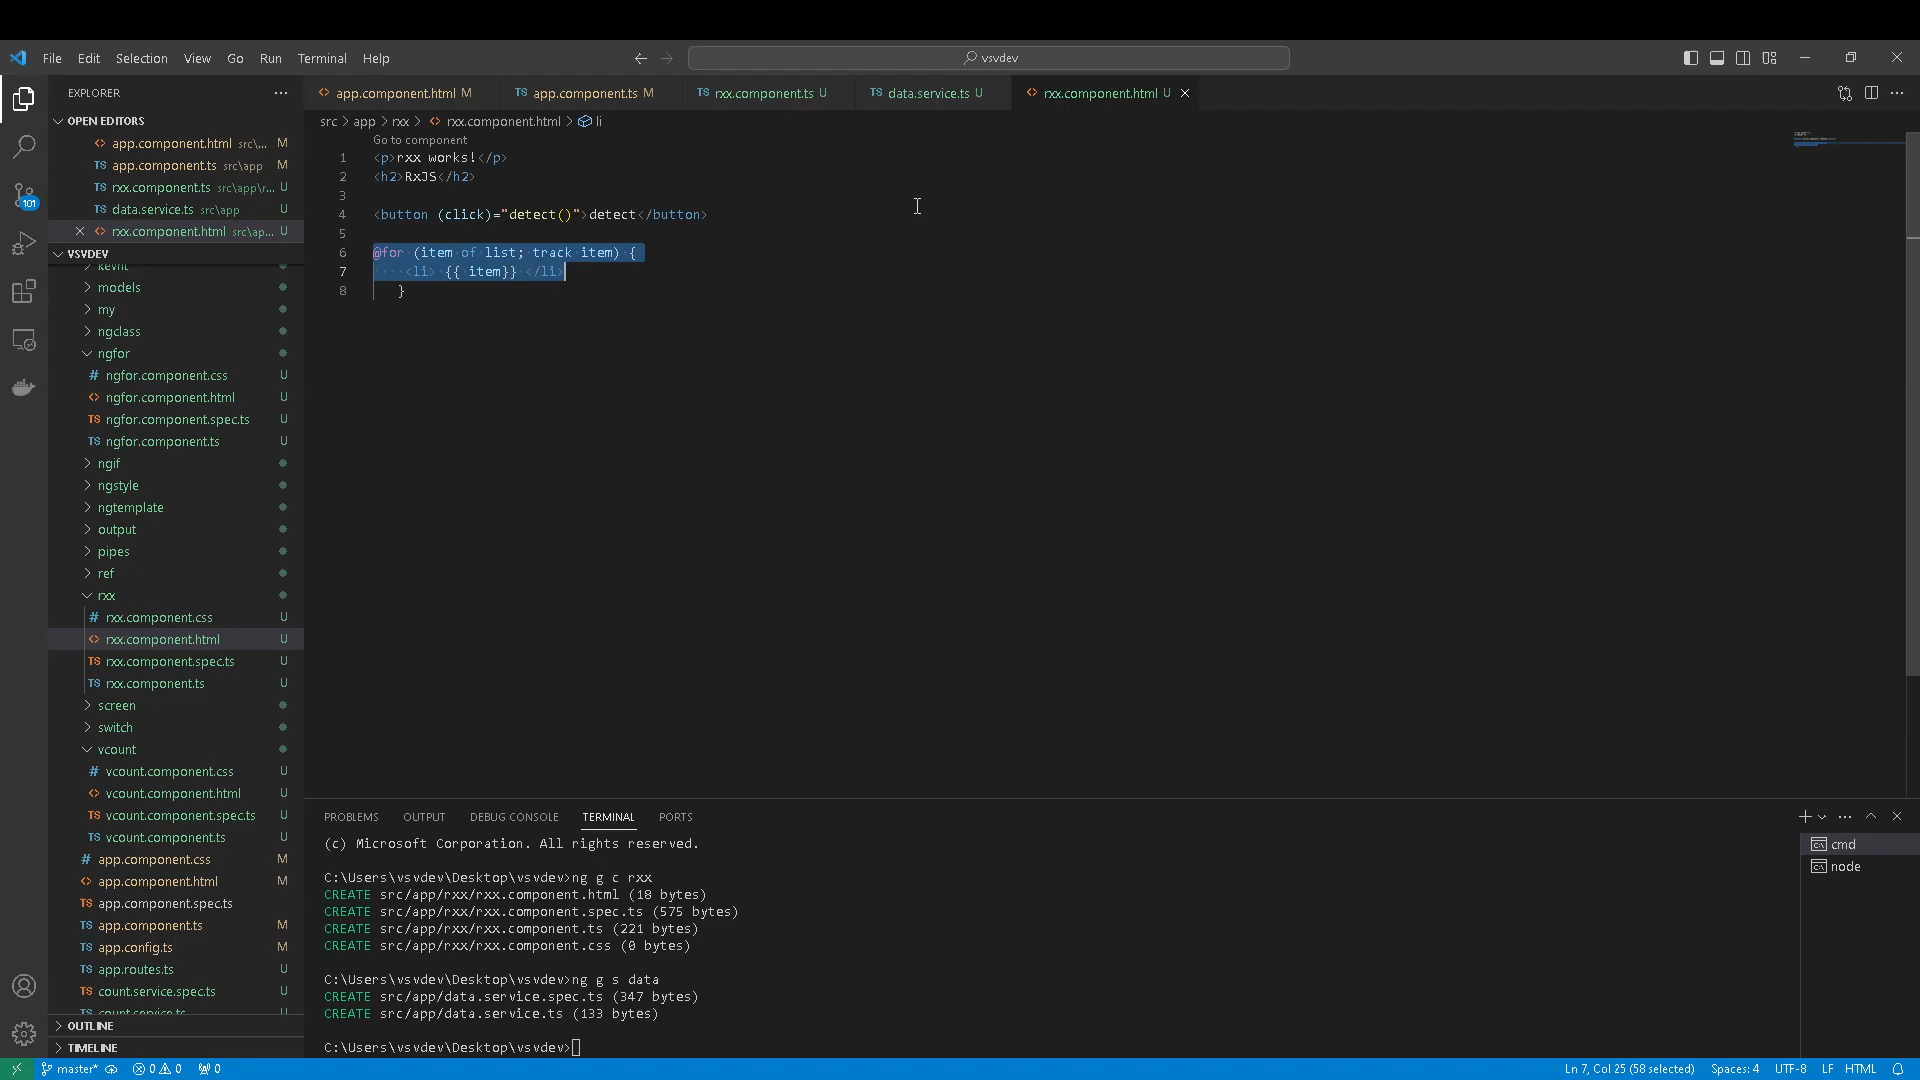 File Edit Selection View Go Run Terminal Help
vsvdev
EXPLORER
OPEN EDITORS
app.component.html src\... M
app.component.ts src\app M
rxx.component.ts src\app\r... U
data.service.ts src\app U
rxx.component.html src\ap... U
VSVDEV
models
my
ngclass
ngfor
ngfor.component.css U
ngfor.component.html U
ngfor.component.spec.ts U
ngfor.component.ts U
ngif
ngstyle
ngtemplate
output
pipes
ref
rxx
rxx.component.css U
rxx.component.html U
rxx.component.spec.ts U
rxx.component.ts U
screen
switch
vcount
vcount.component.css U
vcount.component.html U
vcount.component.spec.ts U
vcount.component.ts U
app.component.css M
app.component.html M
app.component.spec.ts
app.component.ts M
app.config.ts M
app.routes.ts U
count.service.spec.ts U
count.service.ts U
OUTLINE
TIMELINE
101
app.component.html M
app.component.ts M
rxx.component.ts U
data.service.ts U
rxx.component.html U
src > app > rxx > rxx.component.html > li
Go to component
1 <p>rxx works!</p>
2 <h2>RxJS</h2>
3
4 <button (click)="detect()">detect</button>
5
6 @for (item of list; track item) {
7 <li> {{ item}} </li>
8 }
PROBLEMS OUTPUT DEBUG CONSOLE TERMINAL PORTS
(c) Microsoft Corporation. All rights reserved.
C:\Users\vsvdev\Desktop\vsvdev>ng g c rxx
CREATE src/app/rxx/rxx.component.html (18 bytes)
CREATE src/app/rxx/rxx.component.spec.ts (575 bytes)
CREATE src/app/rxx/rxx.component.ts (221 bytes)
CREATE src/app/rxx/rxx.component.css (0 bytes)
C:\Users\vsvdev\Desktop\vsvdev>ng g s data
CREATE src/app/data.service.spec.ts (347 bytes)
CREATE src/app/data.service.ts (133 bytes)
C:\Users\vsvdev\Desktop\vsvdev>
cmd
node
master* 0 0 0
Ln 7, Col 25 (58 selected) Spaces: 4 UTF-8 LF HTML